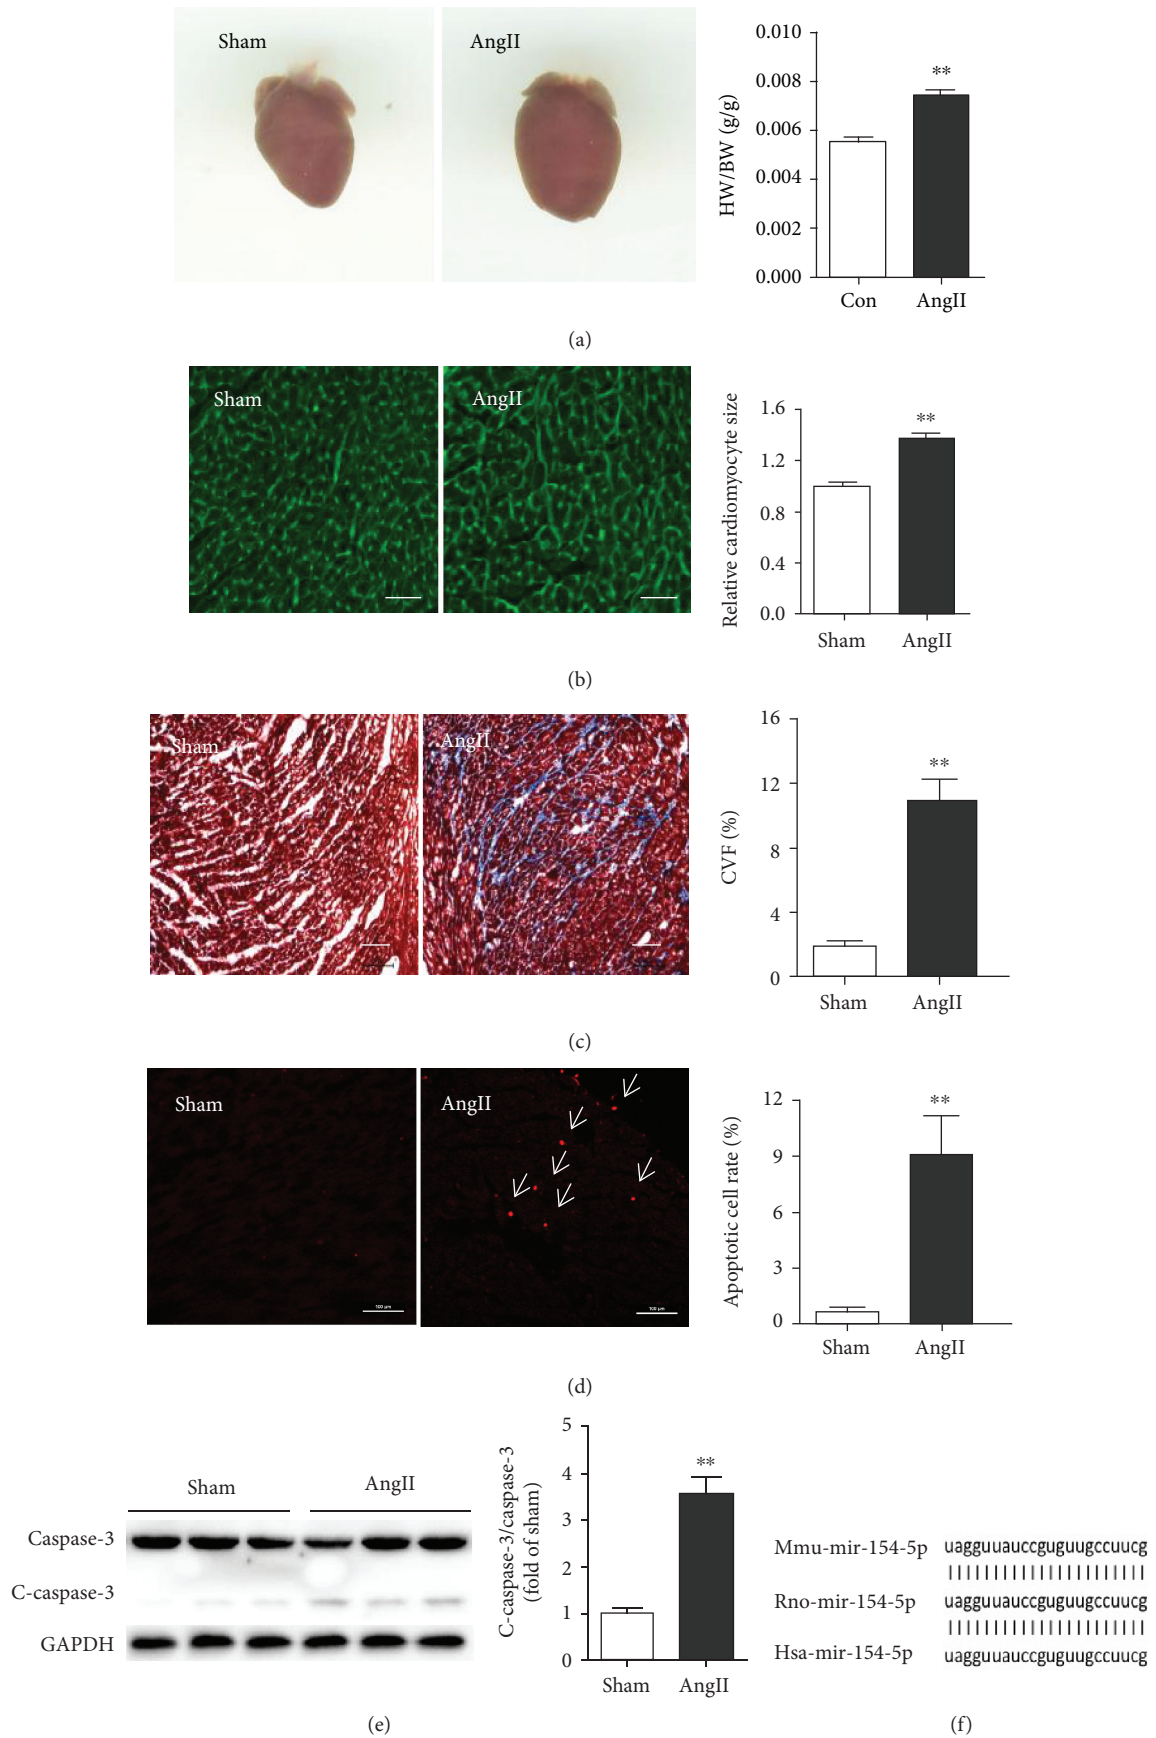 Sham
AngII
HW/BW (g/g)
0.010
0.008
0.006
0.004
0.002
0.000
**
Con
AngII
(a)
Sham
AngII
Relative cardiomyocyte size
1.6
1.2
0.8
0.4
0.0
**
Sham
AngII
(b)
Sham
AngII
CVF (%)
16
12
8
4
0
**
Sham
AngII
(c)
Sham
AngII
100 μm
100 μm
Apoptotic cell rate (%)
12
9
6
3
0
**
Sham
AngII
(d)
Sham
AngII
Caspase-3
C-caspase-3
GAPDH
C-caspase-3/caspase-3
(fold of sham)
5
4
3
2
1
0
**
Sham
AngII
(e)
Mmu-mir-154-5p uagguuauccguguugccuucg
Rno-mir-154-5p uagguuauccguguugccuucg
Hsa-mir-154-5p uagguuauccguguugccuucg
(f)